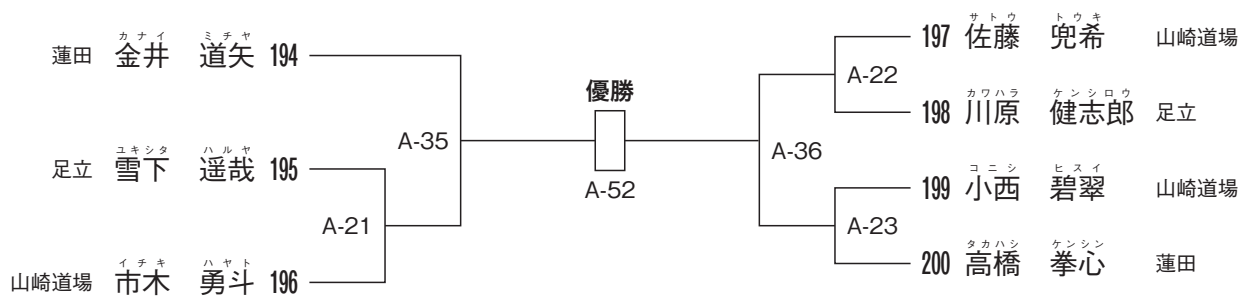 カナイ ミチヤ
蓮田 金井 道矢 194
A-35
ユキシタ ハルヤ
足立 雪下 遥哉 195
A-21
イチキ ハヤト
山崎道場 市木 勇斗 196
優勝
A-52
サトウ トウキ
197 佐藤 兜希 山崎道場
A-22
カワハラ ケンシロウ
198 川原 健志郎 足立
A-36
コニシ ヒスイ
199 小西 碧翠 山崎道場
A-23
タカハシ ケンシン
200 高橋 拳心 蓮田